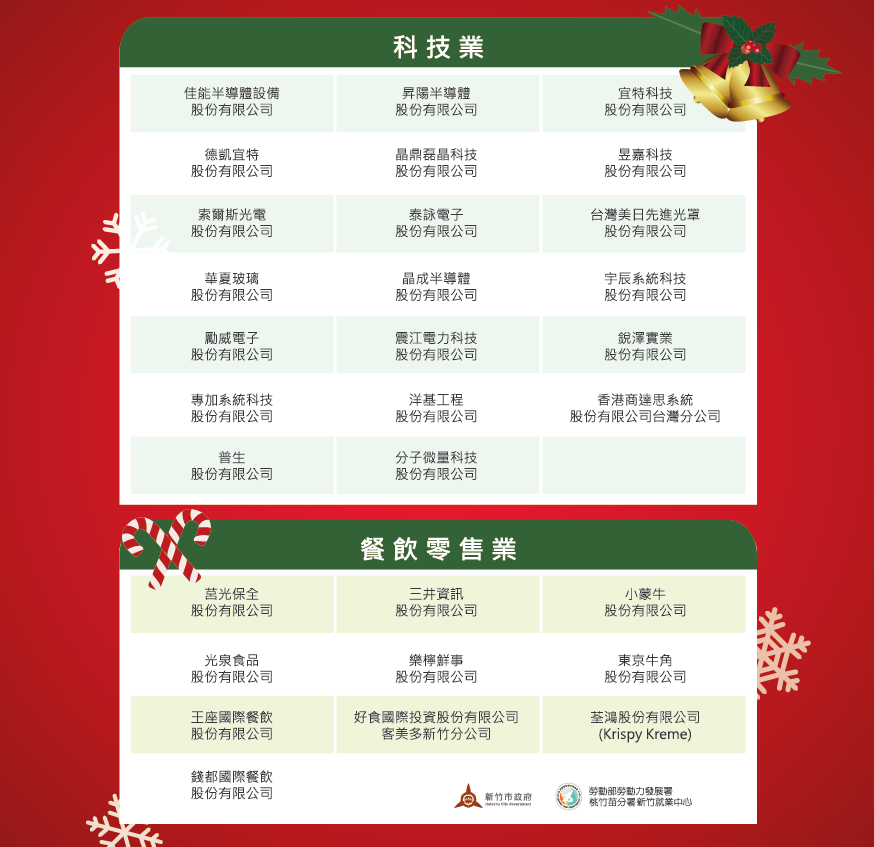 科技業
佳能半導體設備
股份有限公司
昇陽半導體
股份有限公司
宜特科技
股份有限公司
德凱宜特
股份有限公司
晶鼎磊晶科技
股份有限公司
昱嘉科技
股份有限公司
索爾斯光電
股份有限公司
泰詠電子
股份有限公司
台灣美日先進光罩
股份有限公司
華夏玻璃
股份有限公司
晶成半導體
股份有限公司
宇辰系統科技
股份有限公司
勵威電子
股份有限公司
震江電力科技
股份有限公司
銳澤實業
股份有限公司
專加系統科技
股份有限公司
洋基工程
股份有限公司
香港商達思系統
股份有限公司台灣分公司
普生
股份有限公司
分子微量科技
股份有限公司
餐飲零售業
莒光保全
股份有限公司
三井資訊
股份有限公司
小蒙牛
股份有限公司
光泉食品
股份有限公司
樂檸鮮事
股份有限公司
東京牛角
股份有限公司
王座國際餐飲
股份有限公司
好食國際投資股份有限公司
客美多新竹分公司
荃鴻股份有限公司
(Krispy Kreme)
錢都國際餐飲
股份有限公司
新竹市政府
Hsinchu City Government
勞動部勞動力發展署
桃竹苗分署新竹就業中心